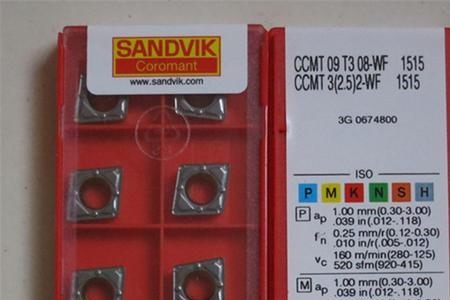 SANDVIK
Coromant
www.sandvik.com
CCMT 09 T3 08-WF 1515
CCMT 3(2.5)2-WF 1515
3G 0674800
ISO
P M K N S H
P ap 1.00 mm(0.30-3.00)
.039 in(.012-.118)
fn 0.25 mm/r(0.12-0.30)
.010 in/r(.005-.012)
vc 160 m/min(280-125)
520 sfm(920-415)
M ap 1.00 mm(0.30-3.00)
.039 in(.012-.118)